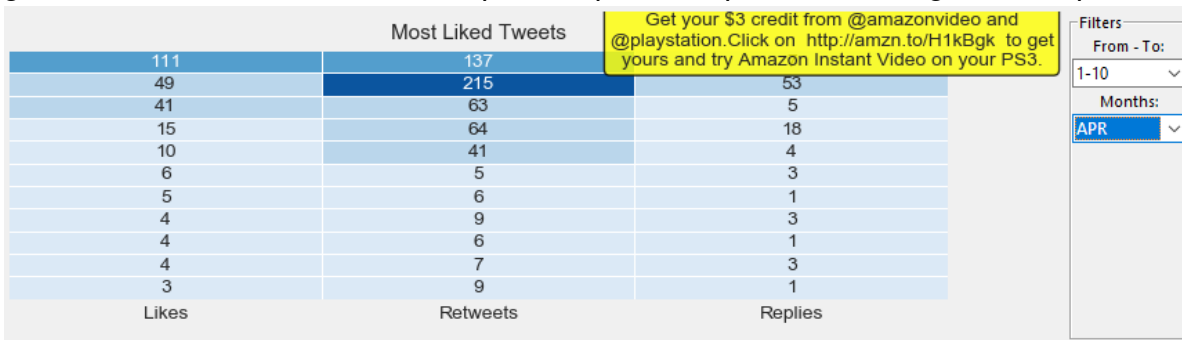 Most Liked Tweets
Get your $3 credit from @amazonvideo and
@playstation.Click on http://amzn.to/H1kBgk to get
yours and try Amazon Instant Video on your PS3.
Filters
From - To:
1-10
Months:
APR
111 137
49 215 53
41 63 5
15 64 18
10 41 4
6 5 3
5 6 1
4 9 3
4 6 1
4 7 3
3 9 1
Likes Retweets Replies